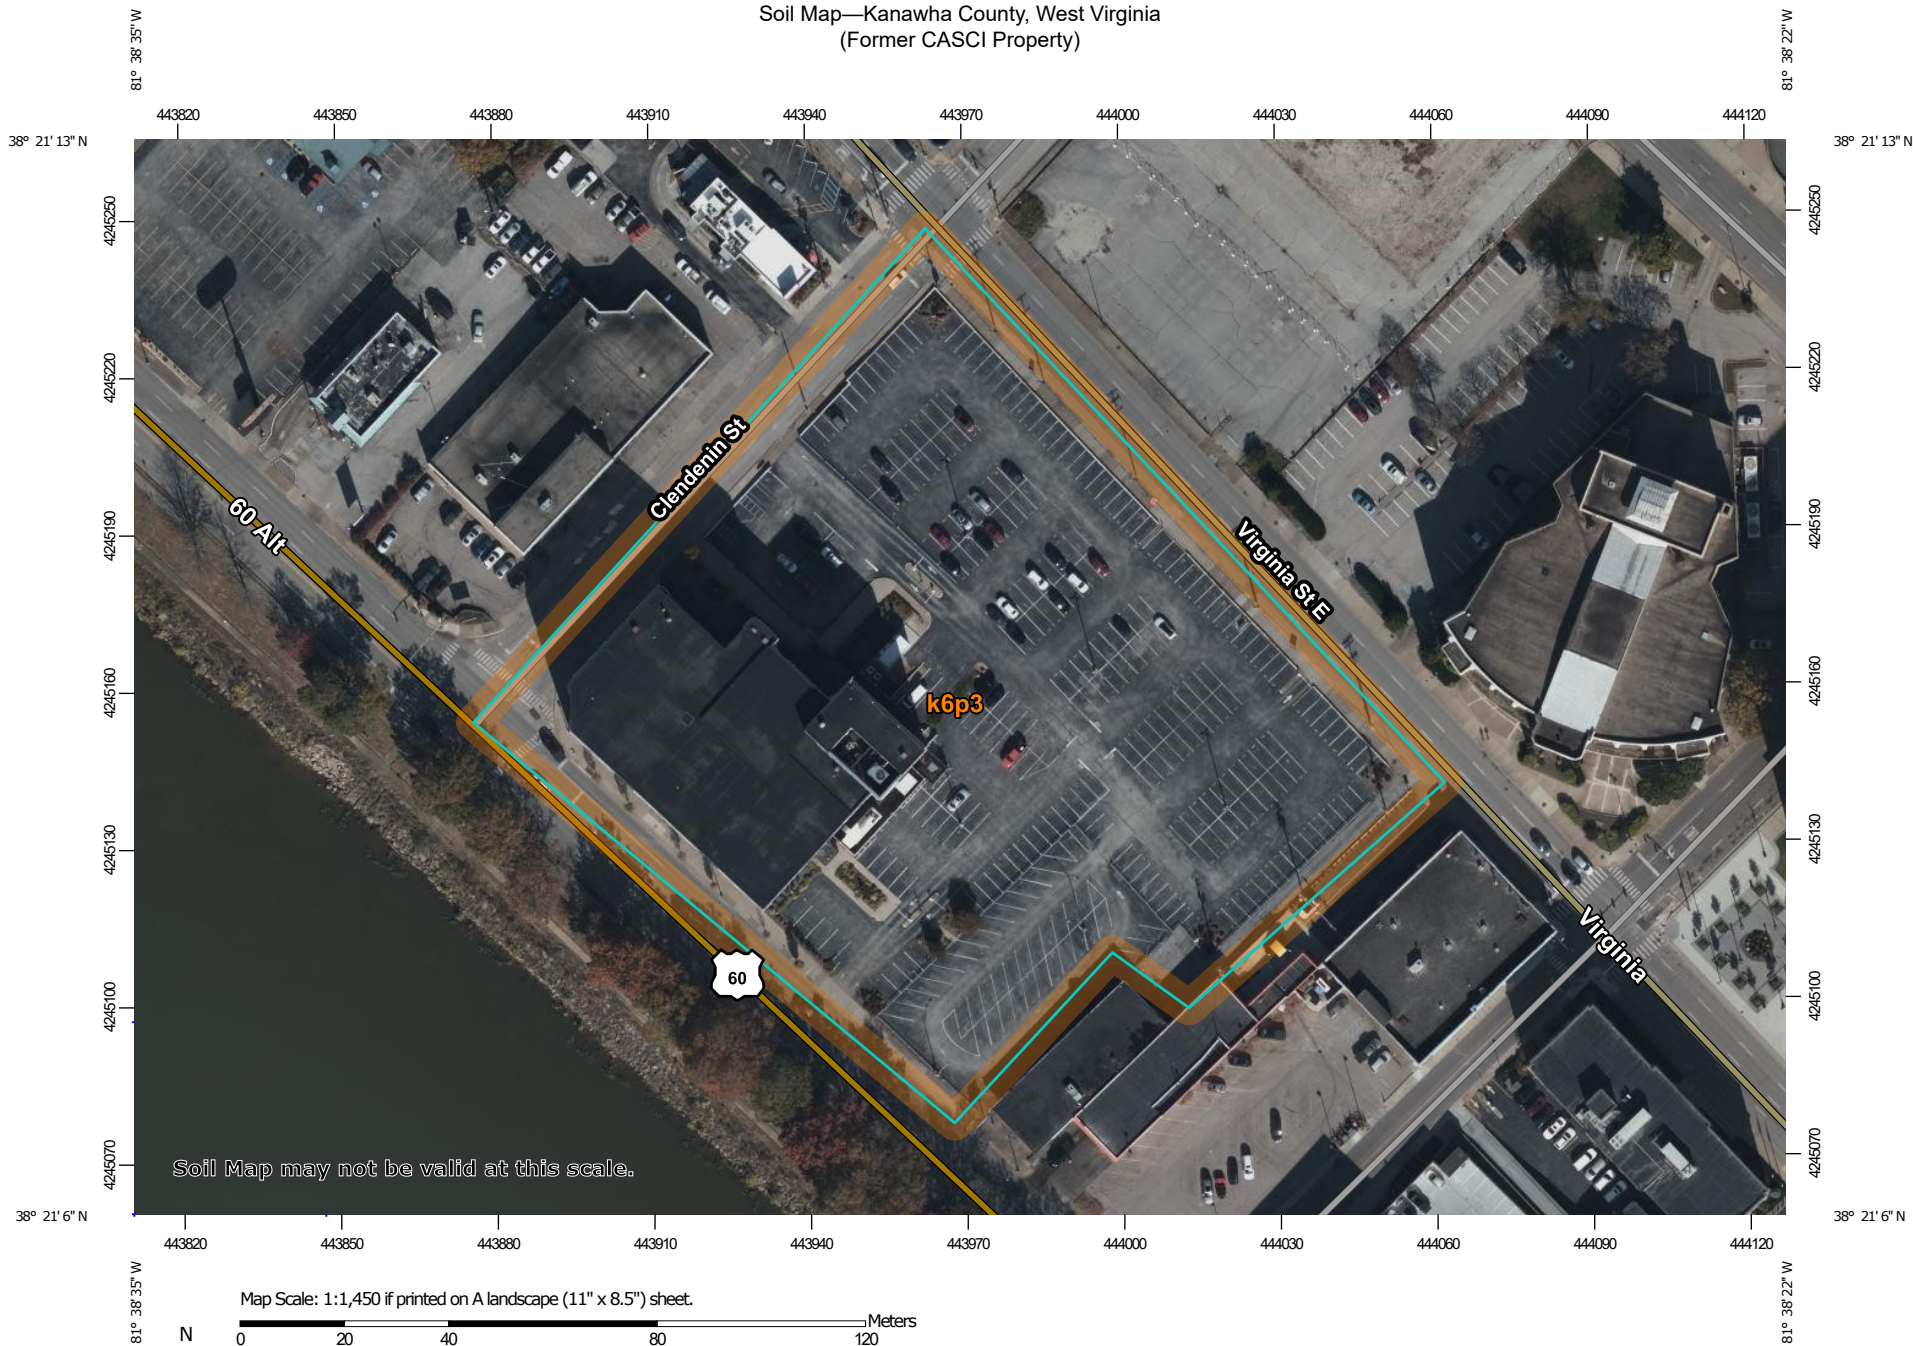 Soil Map—Kanawha County, West Virginia
(Former CASCI Property)
81° 38' 35'' W
81° 38' 22'' W
443820 443850 443880 443910 443940 443970 444000 444030 444060 444090 444120
38° 21' 13'' N
38° 21' 13'' N
4245250
4245250
4245220
4245220
4245190
4245190
4245160
4245160
4245130
4245130
4245100
4245100
4245070
4245070
Clendenin St
60 Alt
Virginia St E
k6p3
Virginia
60
Soil Map may not be valid at this scale.
38° 21' 6'' N
38° 21' 6'' N
443820 443850 443880 443910 443940 443970 444000 444030 444060 444090 444120
81° 38' 35'' W
81° 38' 22'' W
Map Scale: 1:1,450 if printed on A landscape (11" x 8.5") sheet.
Meters
N
0 20 40 80 120